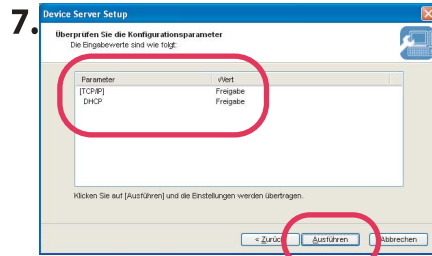 7.
Device Server Setup
Überprüfen Sie die Konfigurationsparameter
Die Eingabewerte sind wie folgt:
Parameter Wert
[TCP/IP] Freigabe
DHCP Freigabe
Klicken Sie auf [Ausführen] und die Einstellungen werden übertragen.
< Zurück Ausführen Abbrechen